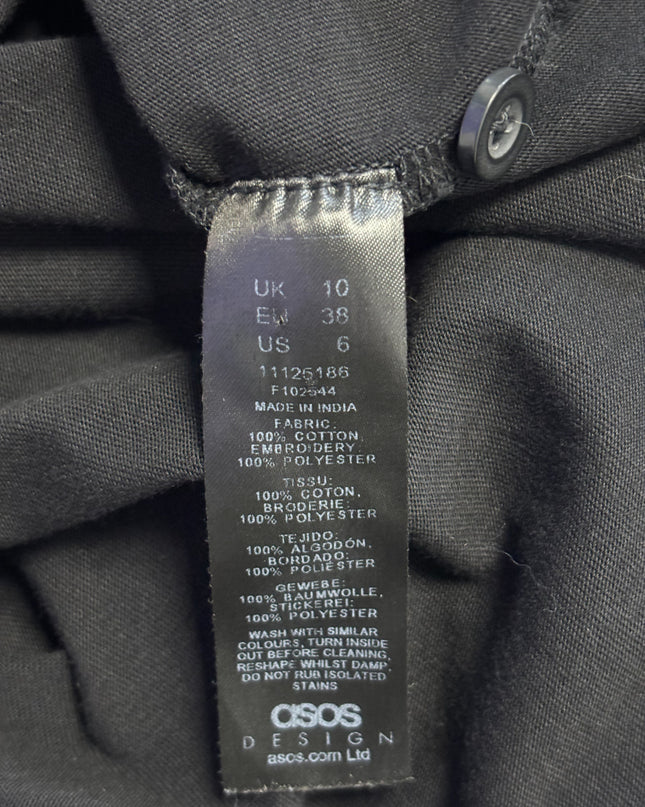 UK 10
EU 38
US 6
11126186
F102544
MADE IN INDIA
FABRIC:
100% COTTON,
EMBROIDERY
100% POLYESTER
TISSU:
100% COTON,
BRODERIE:
100% POLYESTER
TEJIDO:
100% ALGODÓN,
BORDADO:
100% POLIÉSTER
GEWEBE:
100% BAUMWOLLE,
STICKEREI:
100% POLYESTER
WASH WITH SIMILAR
COLOURS, TURN INSIDE
OUT BEFORE CLEANING,
RESHAPE WHILST DAMP,
DO NOT RUB ISOLATED
STAINS
asos
DESIGN
asos.com Ltd